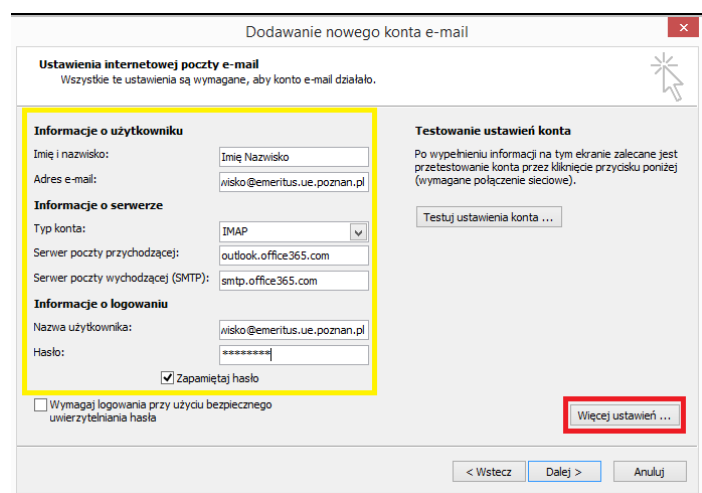 Dodawanie nowego konta e-mail
Ustawienia internetowej poczty e-mail
Wszystkie te ustawienia są wymagane, aby konto e-mail działało.
Informacje o użytkowniku
Imię i nazwisko:
Imię Nazwisko
Adres e-mail:
wisko@emeritus.ue.poznan.pl
Informacje o serwerze
Typ konta:
IMAP
Serwer poczty przychodzącej:
outlook.office365.com
Serwer poczty wychodzącej (SMTP):
smtp.office365.com
Informacje o logowaniu
Nazwa użytkownika:
wisko@emeritus.ue.poznan.pl
Hasło:
********
Zapamiętaj hasło
Wymagaj logowania przy użyciu bezpiecznego
uwierzytelniania hasła
Testowanie ustawień konta
Po wypełnieniu informacji na tym ekranie zalecane jest
przetestowanie konta przez kliknięcie przycisku poniżej
(wymagane połączenie sieciowe).
Testuj ustawienia konta ...
Więcej ustawień ...
< Wstecz
Dalej >
Anuluj